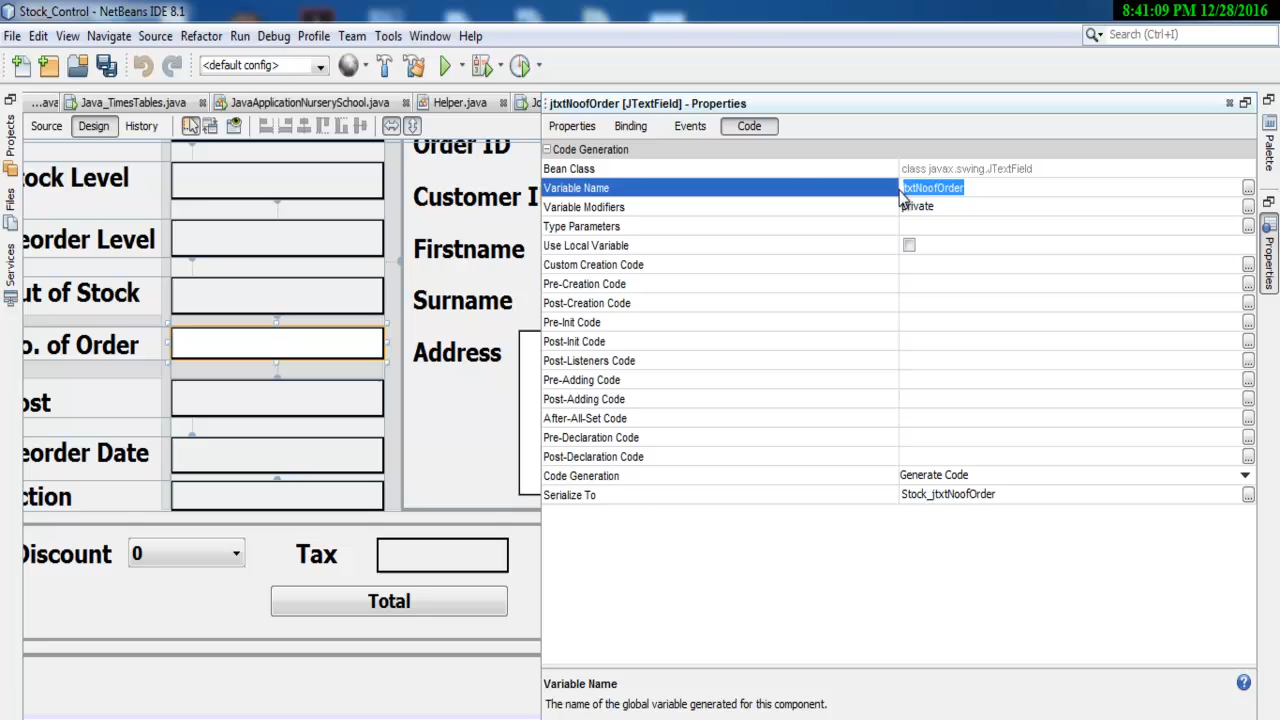 Stock_Control - NetBeans IDE 8.1
8:41:09 PM 12/28/2016
File Edit View Navigate Source Refactor Run Debug Profile Team Tools Window Help
Search (Ctrl+I)
<default config>
...ava Java_TimesTables.java JavaApplicationNurserySchool.java Helper.java
jtxtNoofOrder [JTextField] - Properties
Source Design History
Properties Binding Events Code
Projects
Files
Services
Palette
Properties
ock Level
eorder Level
ut of Stock
o. of Order
ost
eorder Date
ction
Order ID
Customer I
Firstname
Surname
Address
Discount 0 Tax
Total
Code Generation
Bean Class class javax.swing.JTextField
Variable Name txtNoofOrder
Variable Modifiers private
Type Parameters
Use Local Variable
Custom Creation Code
Pre-Creation Code
Post-Creation Code
Pre-Init Code
Post-Init Code
Post-Listeners Code
Pre-Adding Code
Post-Adding Code
After-All-Set Code
Pre-Declaration Code
Post-Declaration Code
Code Generation Generate Code
Serialize To Stock_jtxtNoofOrder
Variable Name
The name of the global variable generated for this component.